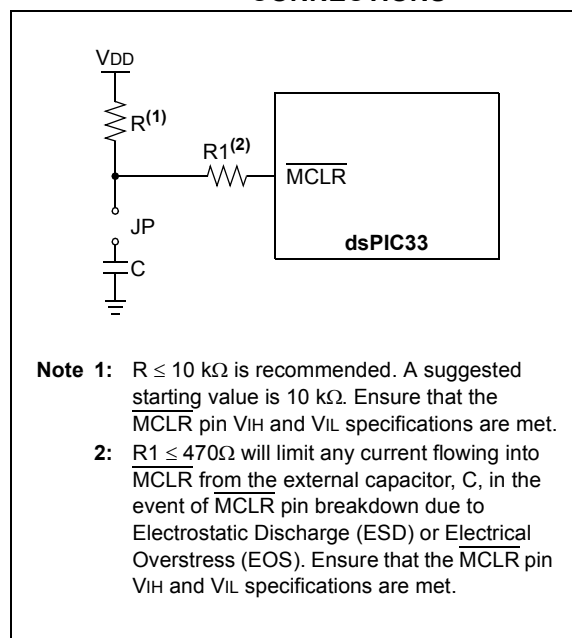 CONNECTIONS
VDD
R(1)
R1(2)
MCLR
JP
dsPIC33
C
Note 1: R ≤ 10 kΩ is recommended. A suggested
starting value is 10 kΩ. Ensure that the
MCLR pin VIH and VIL specifications are met.
2: R1 ≤ 470Ω will limit any current flowing into
MCLR from the external capacitor, C, in the
event of MCLR pin breakdown due to
Electrostatic Discharge (ESD) or Electrical
Overstress (EOS). Ensure that the MCLR pin
VIH and VIL specifications are met.